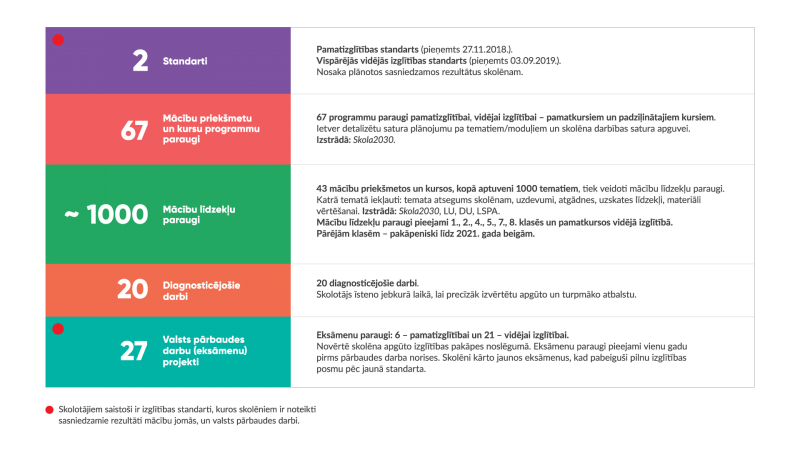 2
Standarti
Pamatizglītības standarts (pieņemts 27.11.2018.).
Vispārējās vidējās izglītības standarts (pieņemts 03.09.2019.).
Nosaka plānotos sasniedzamos rezultātus skolēnam.
67
Mācību priekšmetu
un kursu programmu
paraugi
67 programmu paraugi pamatizglītībai, vidējai izglītībai – pamatkursiem un padziļinātajiem kursiem.
Ietver detalizētu satura plānojumu pa tematiem/moduļiem un skolēna darbības satura apguvei.
Izstrādā: Skola2030.
~ 1000
Mācību līdzekļu
paraugi
43 mācību priekšmetos un kursos, kopā aptuveni 1000 tematiem, tiek veidoti mācību līdzekļu paraugi.
Katrā tematā iekļauti: temata atsegums skolēnam, uzdevumi, atgādnes, uzskates līdzekļi, materiāli
vērtēšanai. Izstrādā: Skola2030, LU, DU, LSPA.
Mācību līdzekļu paraugi pieejami 1., 2., 4., 5., 7., 8. klasēs un pamatkursos vidējā izglītībā.
Pārējām klasēm – pakāpeniski līdz 2021. gada beigām.
20
Diagnosticējošie
darbi
20 diagnosticējošie darbi.
Skolotājs īsteno jebkurā laikā, lai precīzāk izvērtētu apgūto un turpmāko atbalstu.
27
Valsts pārbaudes
darbu (eksāmenu)
projekti
Eksāmenu paraugi: 6 – pamatizglītībai un 21 – vidējai izglītībai.
Novērtē skolēna apgūto izglītības pakāpes noslēgumā. Eksāmenu paraugi pieejami vienu gadu
pirms pārbaudes darba norises. Skolēni kārto jaunos eksāmenus, kad pabeiguši pilnu izglītības
posmu pēc jaunā standarta.
Skolotājiem saistoši ir izglītības standarti, kuros skolēniem ir noteikti
sasniedzamie rezultāti mācību jomās, un valsts pārbaudes darbi.